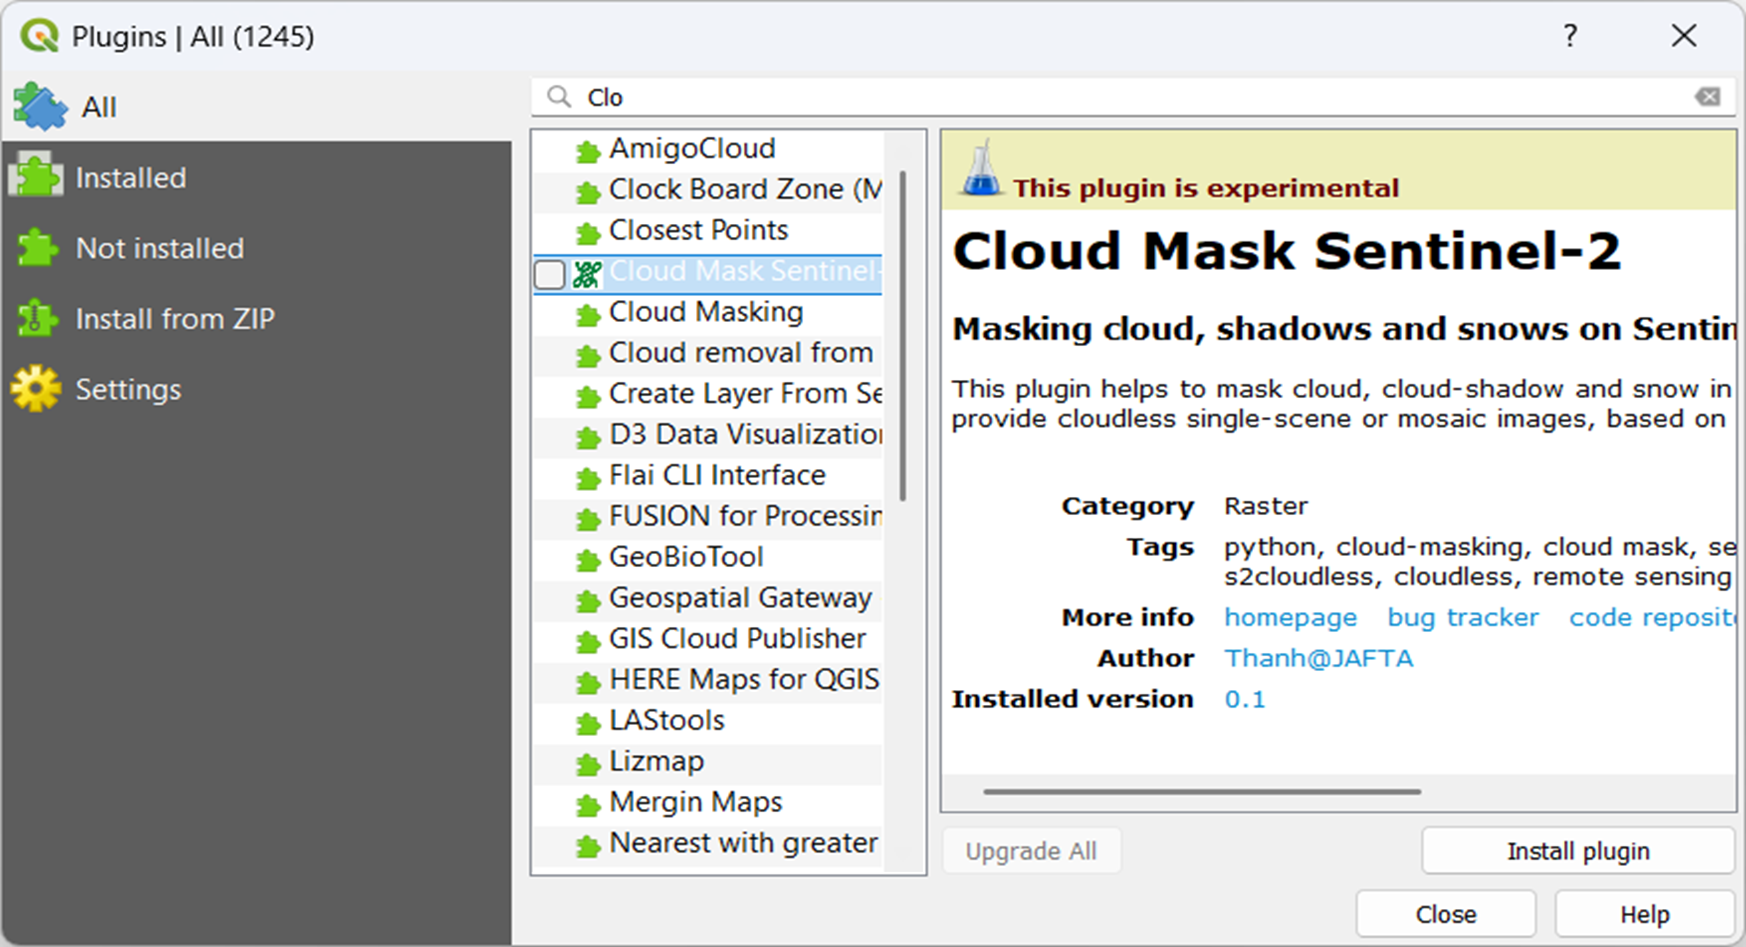 Plugins | All (1245)
?
All
Installed
Not installed
Install from ZIP
Settings
Clo
AmigoCloud
Clock Board Zone (M
Closest Points
Cloud Mask Sentinel-
Cloud Masking
Cloud removal from
Create Layer From Se
D3 Data Visualization
Flai CLI Interface
FUSION for Processin
GeoBioTool
Geospatial Gateway
GIS Cloud Publisher
HERE Maps for QGIS
LAStools
Lizmap
Mergin Maps
Nearest with greater
This plugin is experimental
Cloud Mask Sentinel-2
Masking cloud, shadows and snows on Sentin
This plugin helps to mask cloud, cloud-shadow and snow in
provide cloudless single-scene or mosaic images, based on
Category Raster
Tags python, cloud-masking, cloud mask, se
s2cloudless, cloudless, remote sensing
More info homepage bug tracker code reposito
Author Thanh@JAFTA
Installed version 0.1
Upgrade All
Install plugin
Close
Help